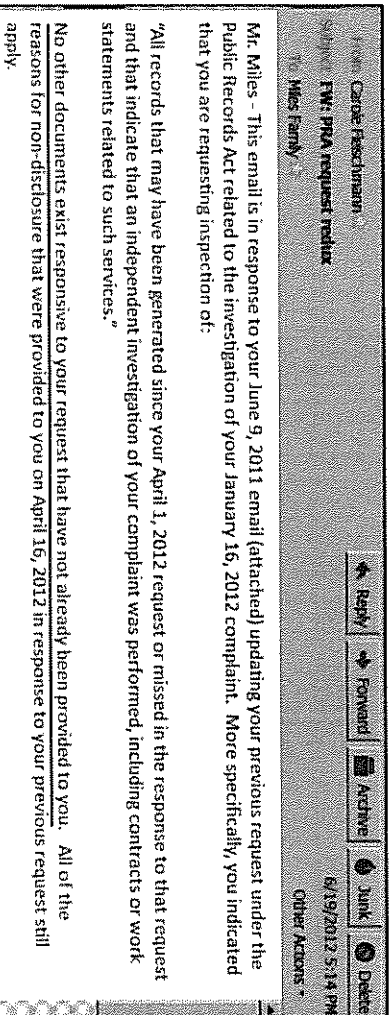 Reply Forward Archive Junk Delete
From Carole Fleischmann
Subject FW: PRA request redux 6/19/2012 5:14 PM
To Miles Family Other Actions
Mr. Miles - This email is in response to your June 9, 2011 email (attached) updating your previous request under the
Public Records Act related to the investigation of your January 16, 2012 complaint. More specifically, you indicated
that you are requesting inspection of:
"All records that may have been generated since your April 1, 2012 request or missed in the response to that request
and that indicate that an independent investigation of your complaint was performed, including contracts or work
statements related to such services."
No other documents exist responsive to your request that have not already been provided to you. All of the
reasons for non-disclosure that were provided to you on April 16, 2012 in response to your previous request still
apply.